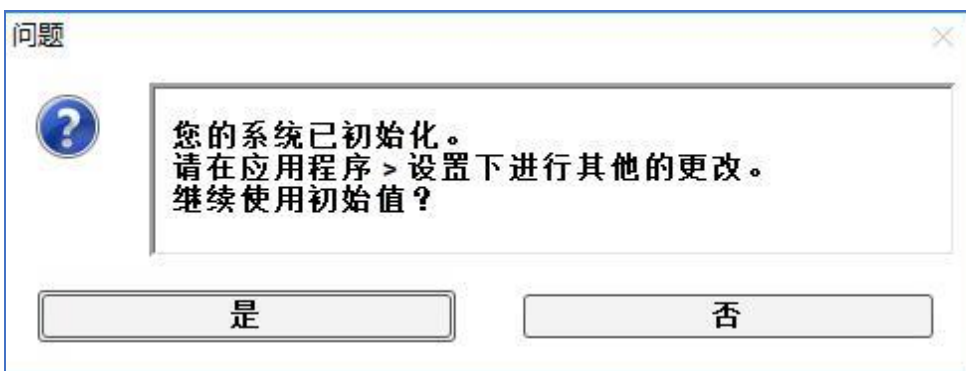 问题
您的系统已初始化。
请在应用程序 > 设置下进行其他的更改。
继续使用初始值?
是
否